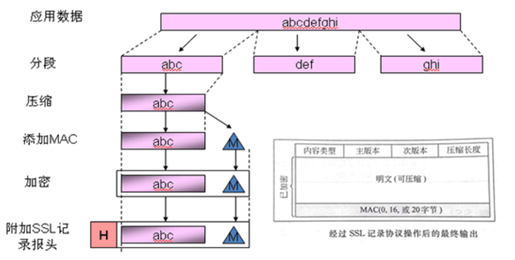 应用数据
abcdefghi
分段
abc
def
ghi
压缩
abc
添加MAC
abc
M
加密
abc
M
附加SSL记
录报头
H
abc
M
内容类型
主版本
次版本
压缩长度
已加密
明文(可压缩)
MAC(0, 16, 或 20 字节)
经过 SSL 记录协议操作后的最终输出